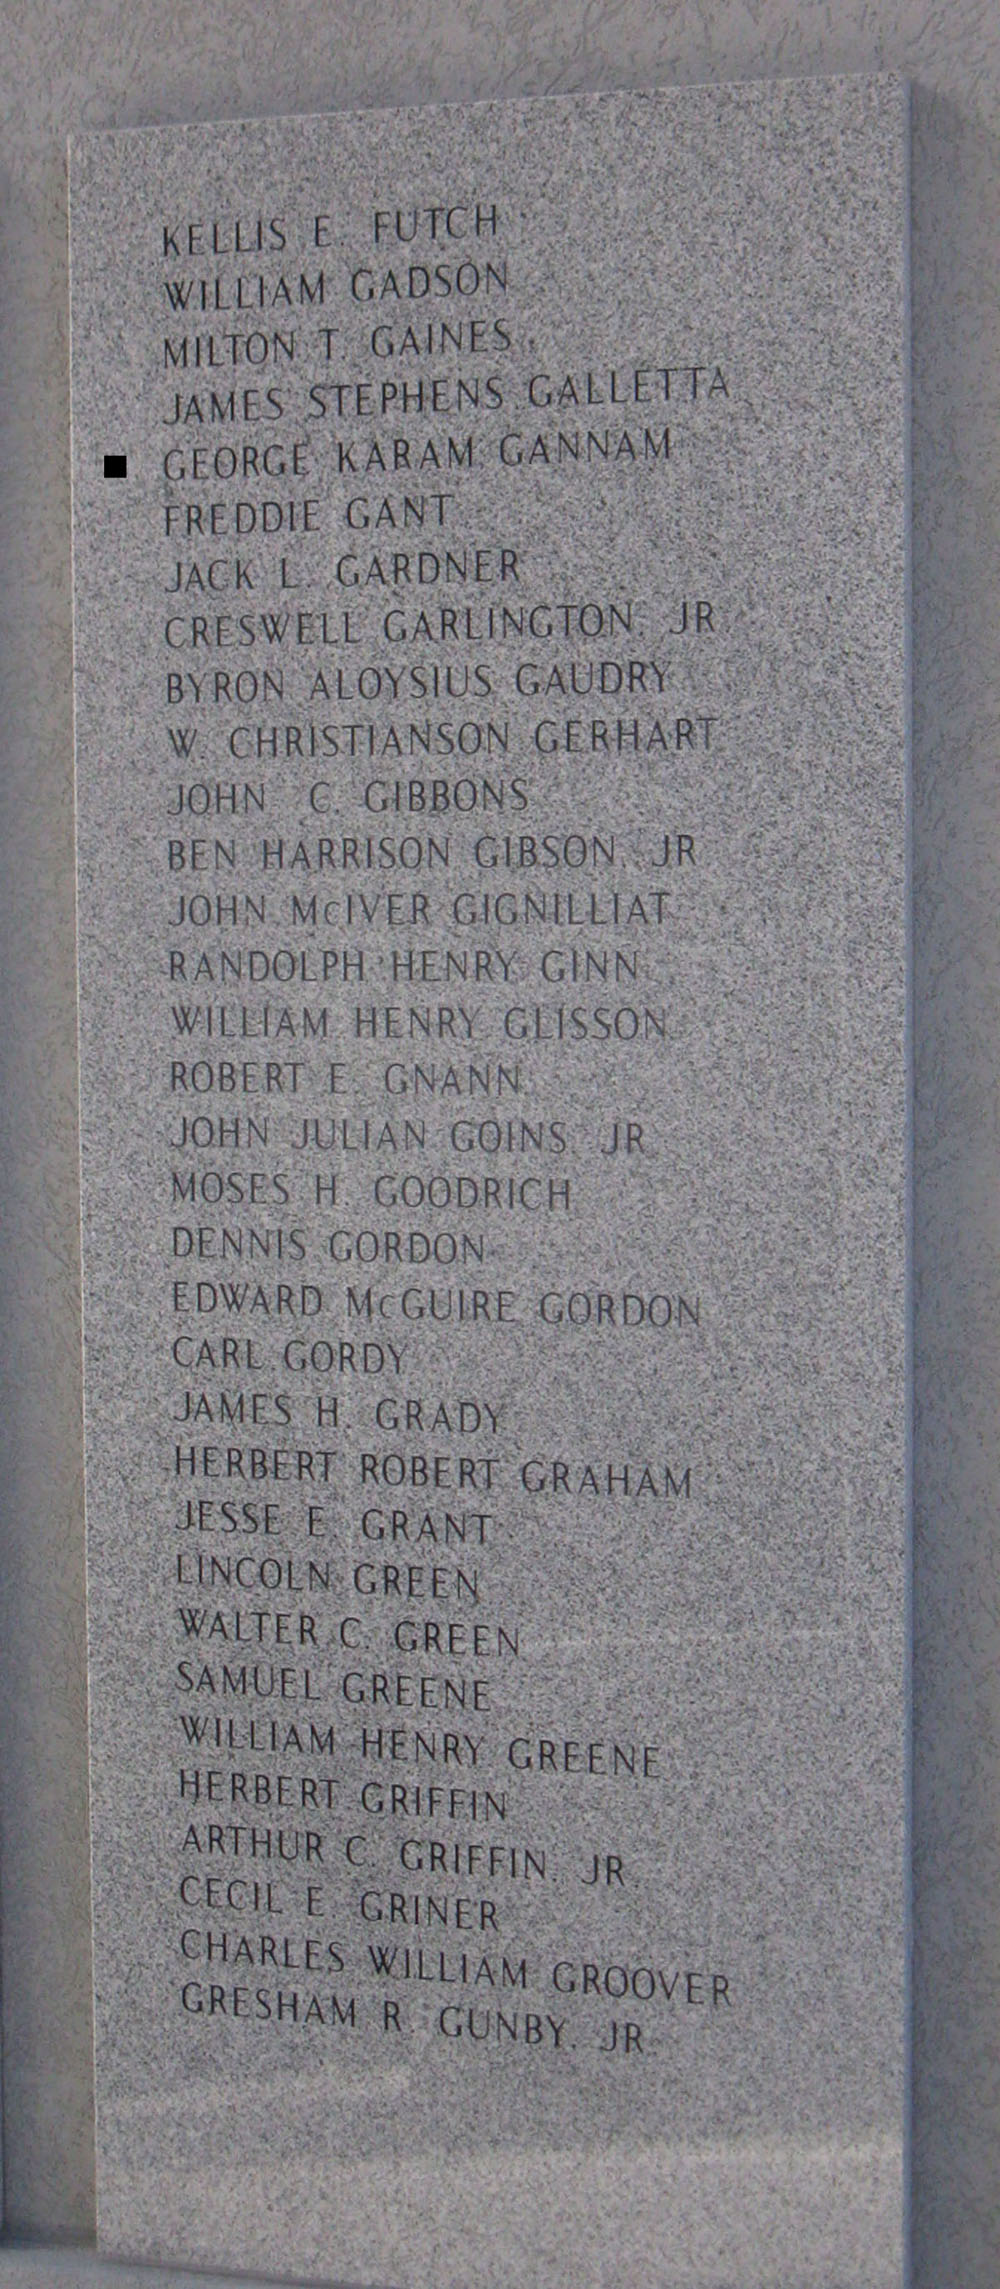 KELLIS E. FUTCH
WILLIAM GADSON
MILTON T. GAINES
JAMES STEPHENS GALLETTA
GEORGE KARAM GANNAM
FREDDIE GANT
JACK L. GARDNER
CRESWELL GARLINGTON, JR.
BYRON ALOYSIUS GAUDRY
W. CHRISTIANSON GERHART
JOHN C. GIBBONS
BEN HARRISON GIBSON, JR
JOHN McIVER GIGNILLIAT
RANDOLPH HENRY GINN
WILLIAM HENRY GLISSON
ROBERT E. GNANN
JOHN JULIAN GOINS, JR
MOSES H. GOODRICH
DENNIS GORDON
EDWARD McGUIRE GORDON
CARL GORDY
JAMES H. GRADY
HERBERT ROBERT GRAHAM
JESSE E. GRANT
LINCOLN GREEN
WALTER C. GREEN
SAMUEL GREENE
WILLIAM HENRY GREENE
HERBERT GRIFFIN
ARTHUR C. GRIFFIN, JR.
CECIL E. GRINER
CHARLES WILLIAM GROOVER
GRESHAM R. GUNBY, JR.